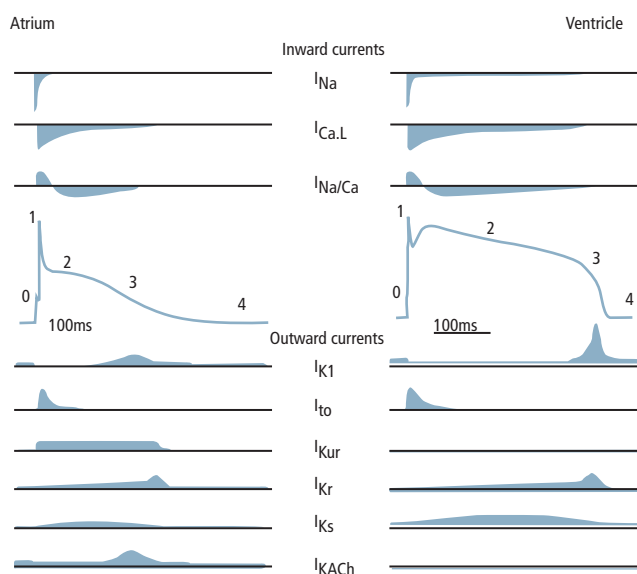 Atrium
Ventricle
Inward currents
INa
ICa.L
INa/Ca
1
2
3
0
4
100ms
1
2
3
0
4
100ms
Outward currents
IK1
Ito
IKur
IKr
IKs
IKACh